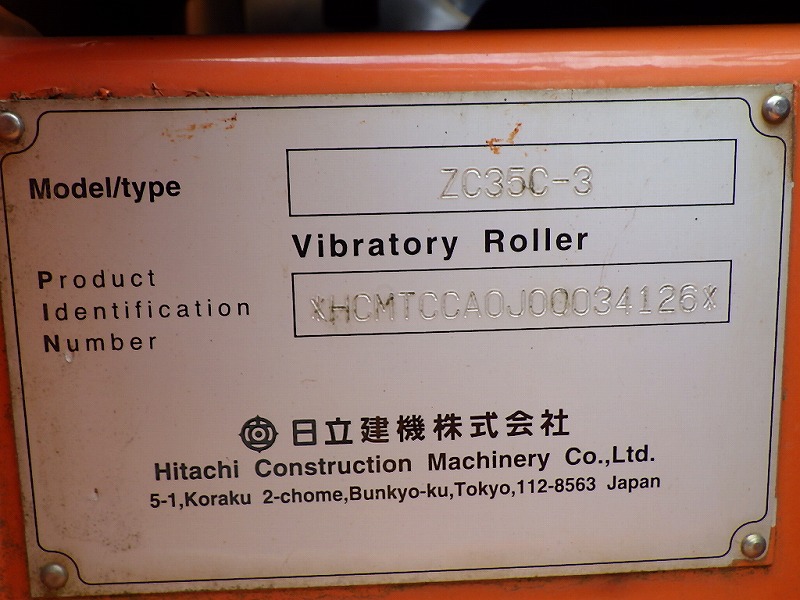 Model/type ZC35C-3
Vibratory Roller
Product
Identification *HCMTCCA0J00034126*
Number
日立建機株式会社
Hitachi Construction Machinery Co.,Ltd.
5-1,Koraku 2-chome,Bunkyo-ku,Tokyo,112-8563 Japan